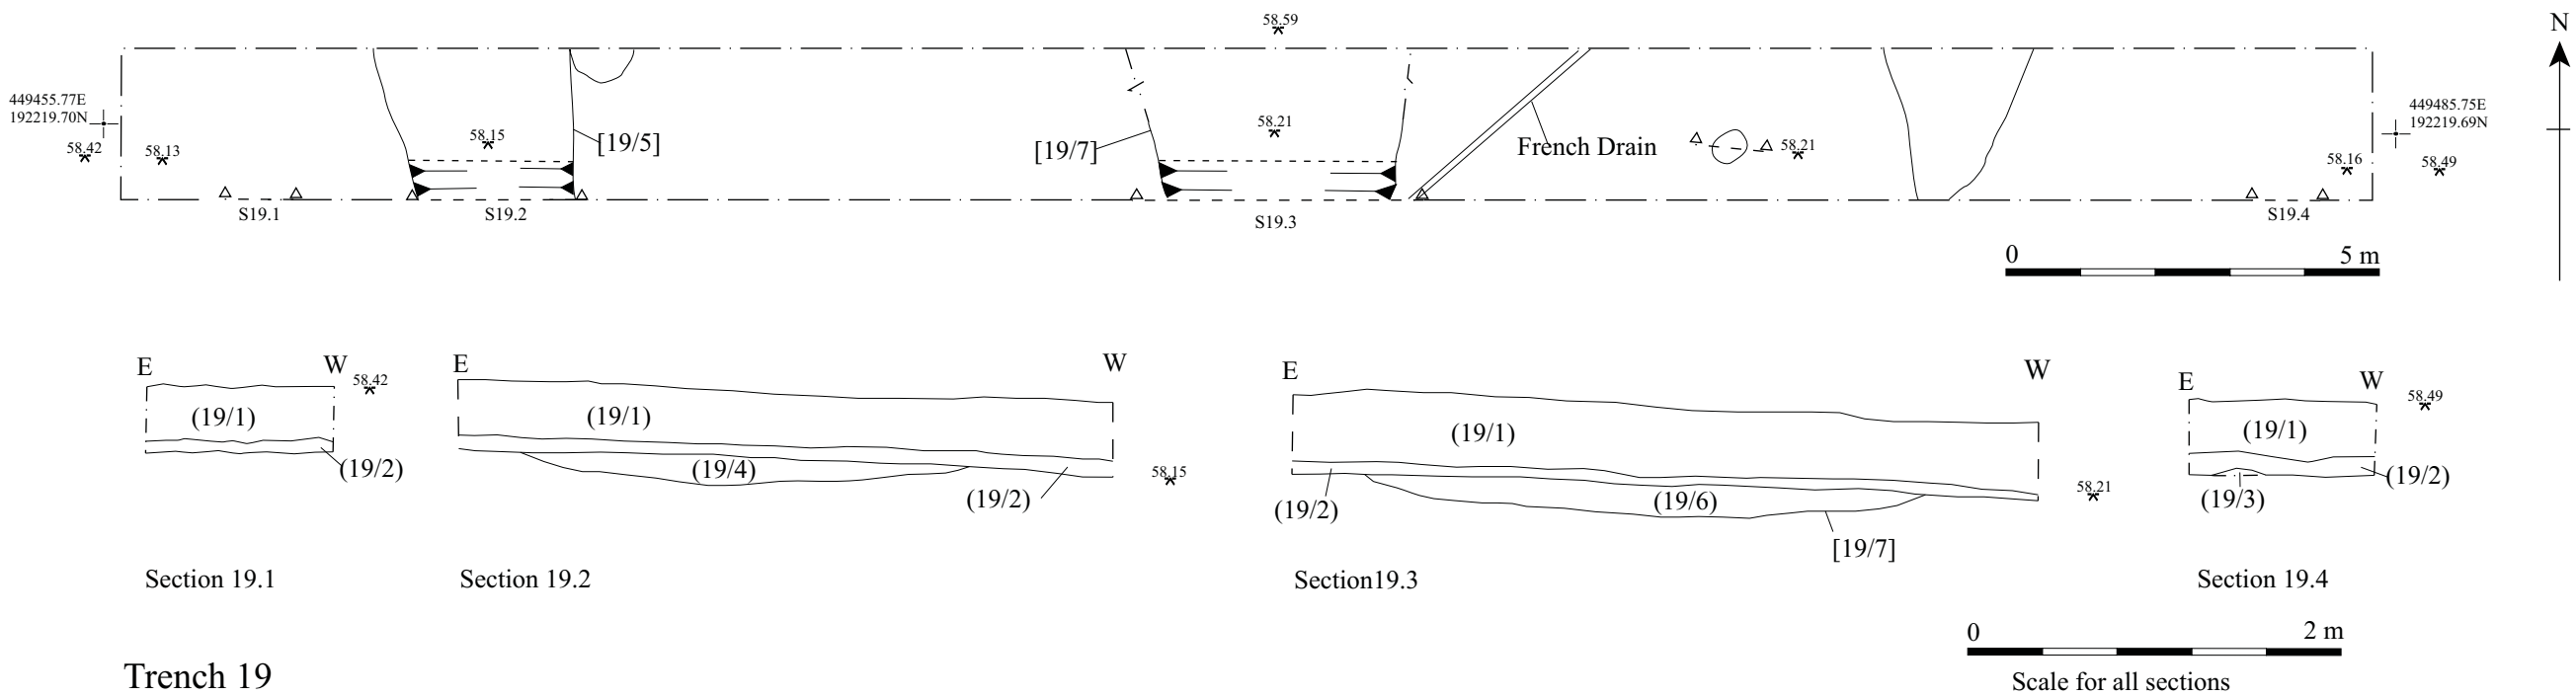 58.59
N
449455.77E
192219.70N
58.42
58.13
58.15
[19/5]
[19/7]
58.21
French Drain
58.21
449485.75E
192219.69N
58.16
58.49
S19.1
S19.2
S19.3
S19.4
0 5 m
E W
58.42
(19/1)
(19/2)
Section 19.1
E W
(19/1)
(19/4)
(19/2)
58.15
Section 19.2
E W
(19/1)
(19/2)
(19/6)
[19/7]
58.21
Section19.3
E W
58.49
(19/1)
(19/2)
(19/3)
Section 19.4
0 2 m
Scale for all sections
Trench 19